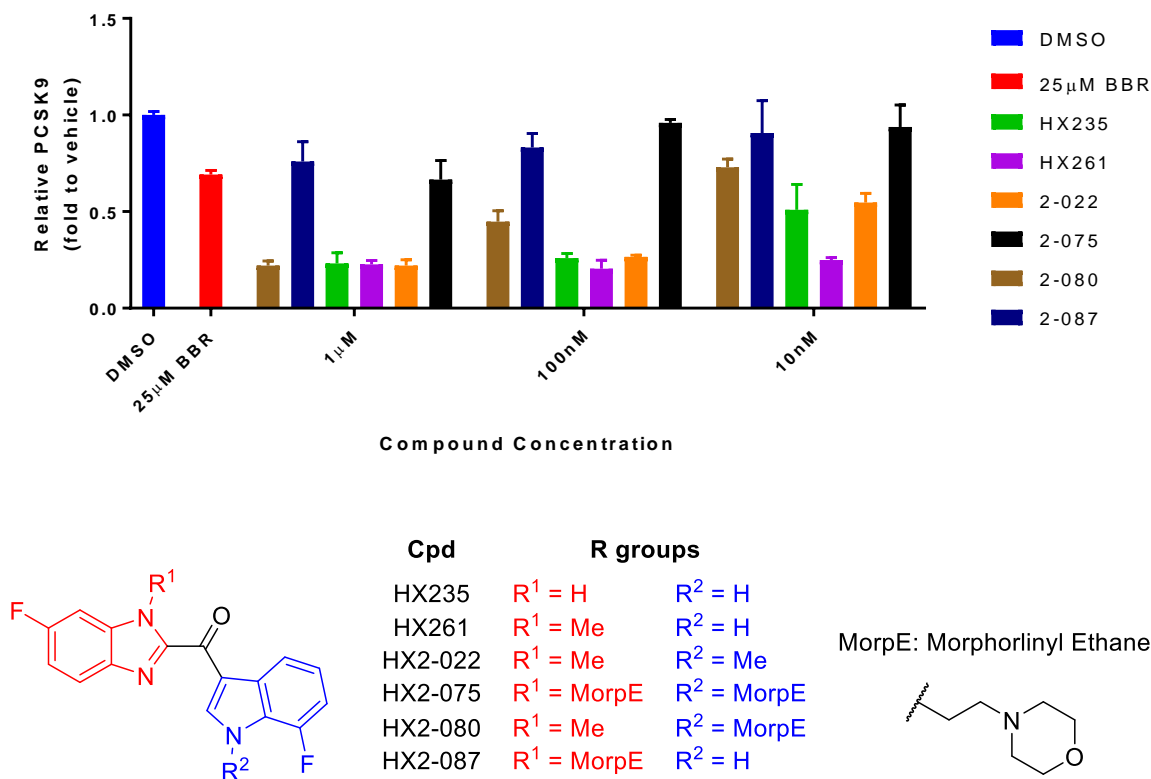 1.5
1.0
0.5
0.0
Relative PCSK9
(fold to vehicle)
DMSO
25μM BBR
1μM
100nM
10nM
Compound Concentration
DMSO
25μM BBR
HX235
HX261
2-022
2-075
2-080
2-087
Cpd R groups
HX235 R1 = H R2 = H
HX261 R1 = Me R2 = H
HX2-022 R1 = Me R2 = Me
HX2-075 R1 = MorpE R2 = MorpE
HX2-080 R1 = Me R2 = MorpE
HX2-087 R1 = MorpE R2 = H
R1
F
N
O
N
N
R2
F
MorpE: Morphorlinyl Ethane
N
O